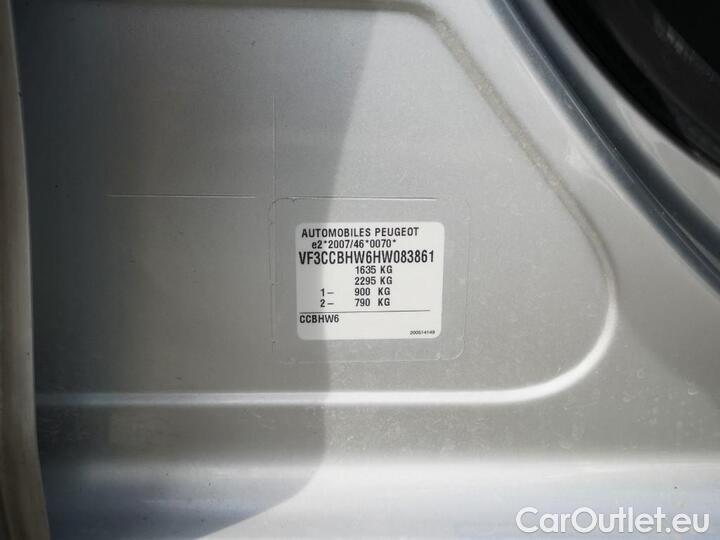 AUTOMOBILES PEUGEOT
e2*2007/46*0070*
VF3CCBHW6HW083861
1635 KG
2295 KG
1- 900 KG
2- 790 KG
CCBHW6
200514149
CarOutlet.eu